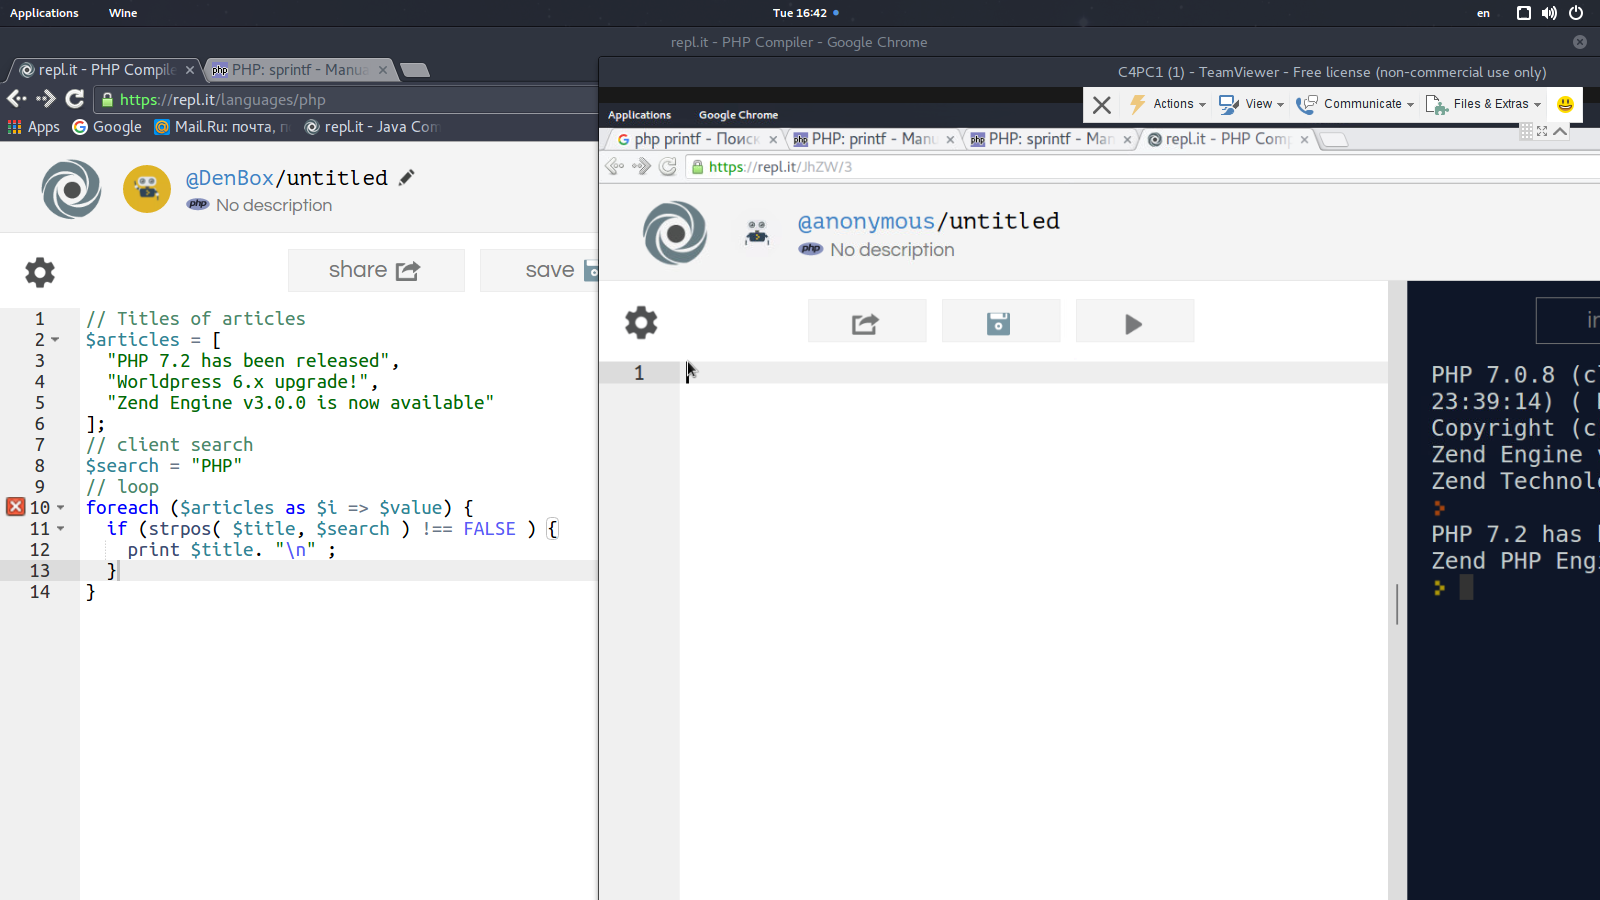 Applications Wine Tue 16:42 en
repl.it - PHP Compiler - Google Chrome
repl.it - PHP Compile PHP: sprintf - Manua
https://repl.it/languages/php
Apps Google Mail.Ru: почта, repl.it - Java Com
@DenBox/untitled
php No description
share save
1 // Titles of articles
2 $articles = [
3 "PHP 7.2 has been released",
4 "Worldpress 6.x upgrade!",
5 "Zend Engine v3.0.0 is now available"
6 ];
7 // client search
8 $search = "PHP"
9 // loop
10 foreach ($articles as $i => $value) {
11 if (strpos( $title, $search ) !== FALSE ) {
12 print $title. "\n" ;
13 }
14 }
C4PC1 (1) - TeamViewer - Free license (non-commercial use only)
Actions View Communicate Files & Extras
Applications Google Chrome
php printf - Поиск PHP: printf - Manu PHP: sprintf - Man repl.it - PHP Comp
https://repl.it/JhZW/3
@anonymous/untitled
php No description
1
in
PHP 7.0.8 (c
23:39:14) (
Copyright (c
Zend Engine
Zend Technol
PHP 7.2 has
Zend PHP Eng